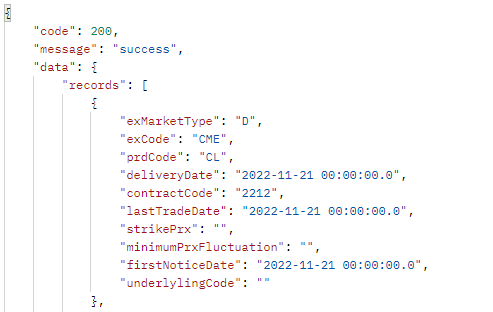 {
    "code": 200,
    "message": "success",
    "data": {
        "records": [
            {
                "exMarketType": "D",
                "exCode": "CME",
                "prdCode": "CL",
                "deliveryDate": "2022-11-21 00:00:00.0",
                "contractCode": "2212",
                "lastTradeDate": "2022-11-21 00:00:00.0",
                "strikePrx": "",
                "minimumPrxFluctuation": "",
                "firstNoticeDate": "2022-11-21 00:00:00.0",
                "underlylingCode": ""
            },